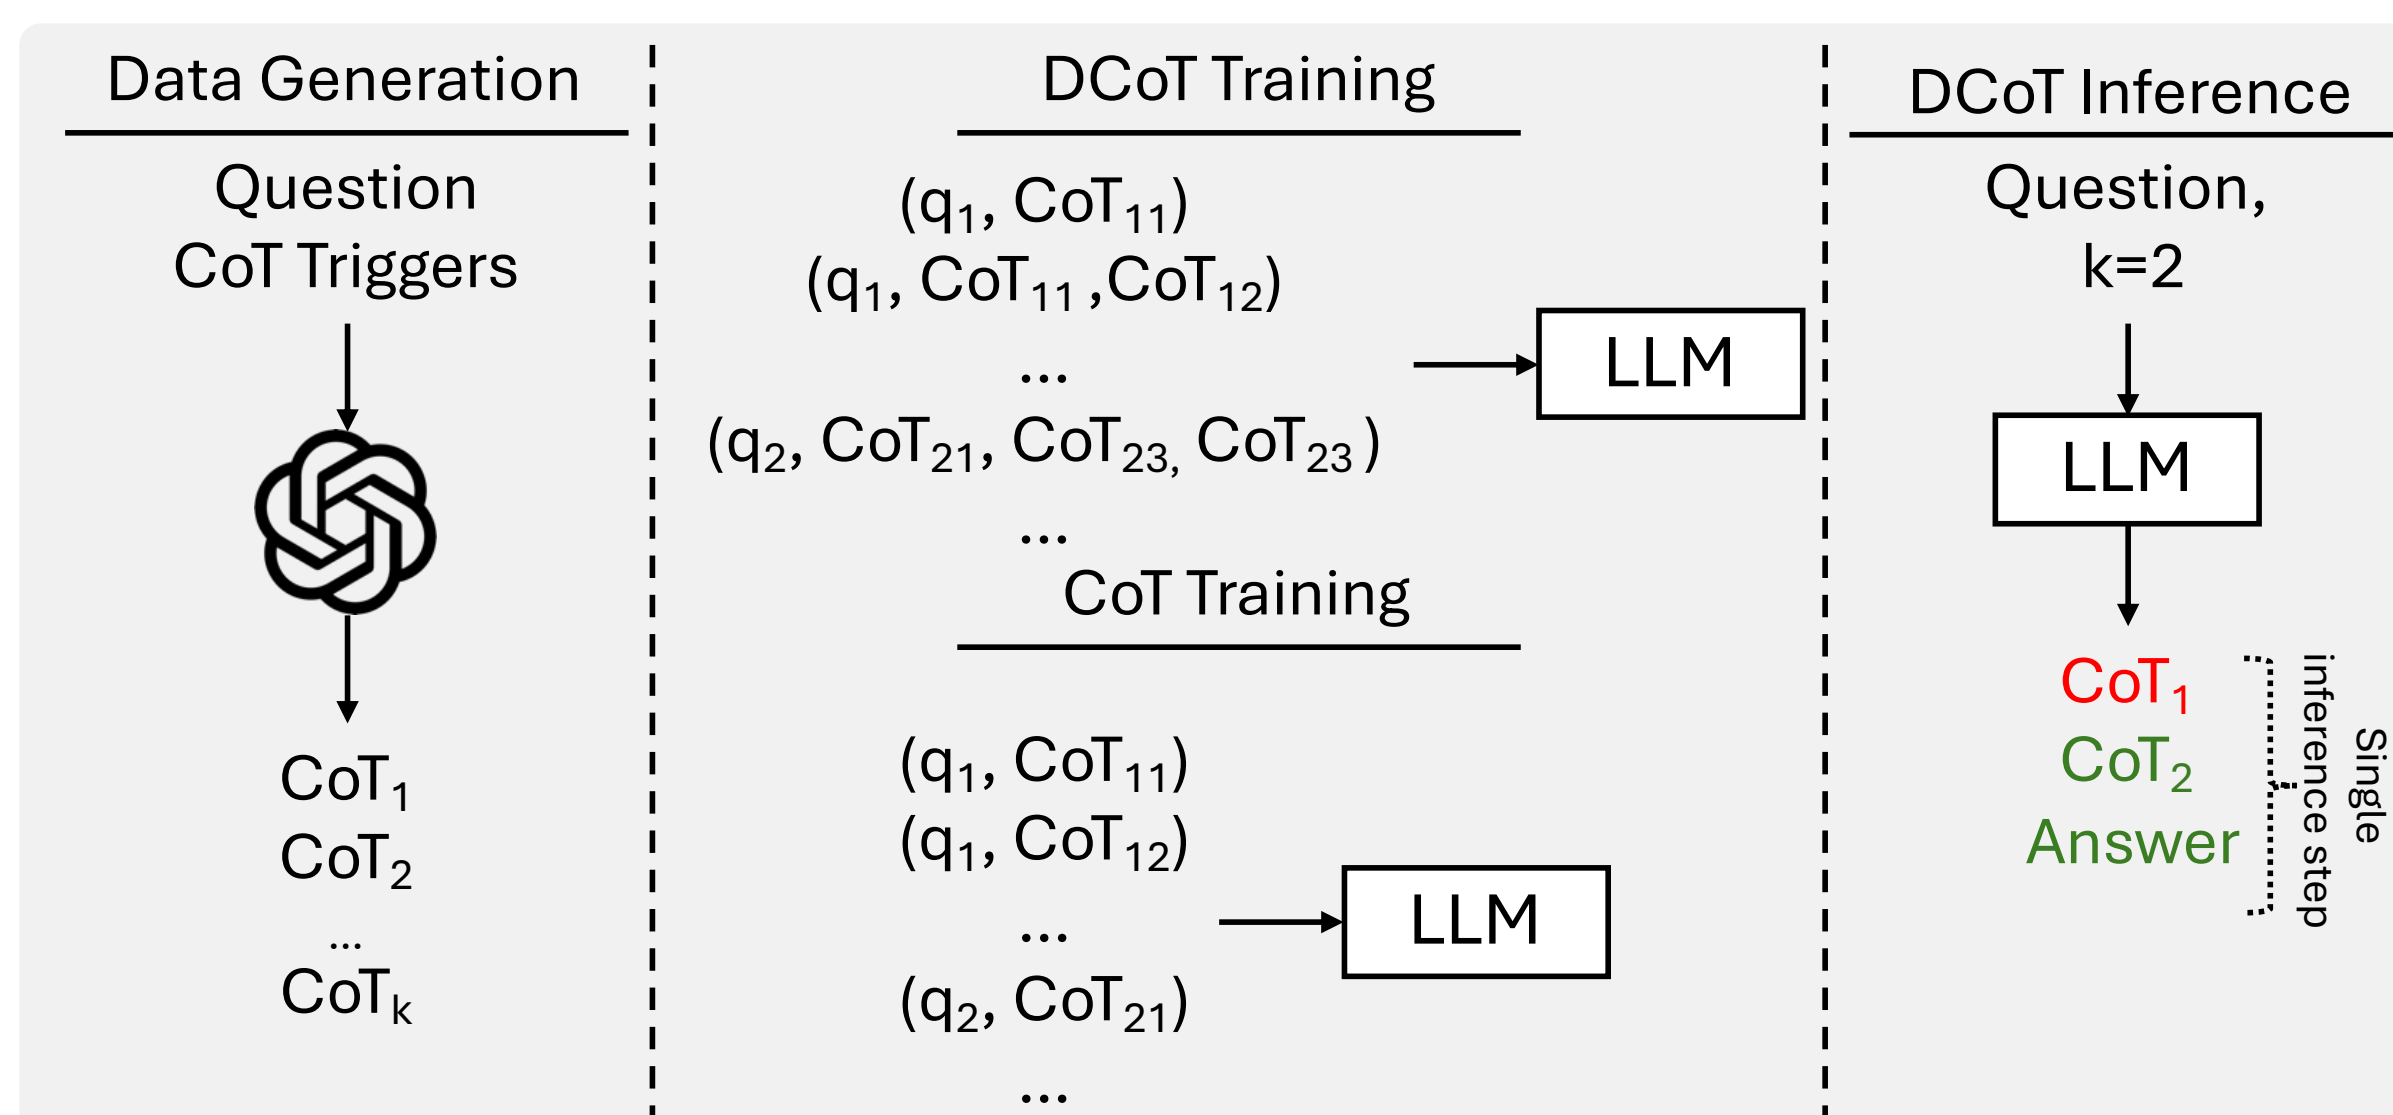 Data Generation
Question
CoT Triggers
CoT₁
CoT₂
...
CoTₖ
DCoT Training
(q₁, CoT₁₁)
(q₁, CoT₁₁ ,CoT₁₂)
...
(q₂, CoT₂₁, CoT₂₃, CoT₂₃ )
...
LLM
CoT Training
(q₁, CoT₁₁)
(q₁, CoT₁₂)
...
(q₂, CoT₂₁)
...
LLM
DCoT Inference
Question,
k=2
LLM
CoT₁
CoT₂
Answer
Single
inference step